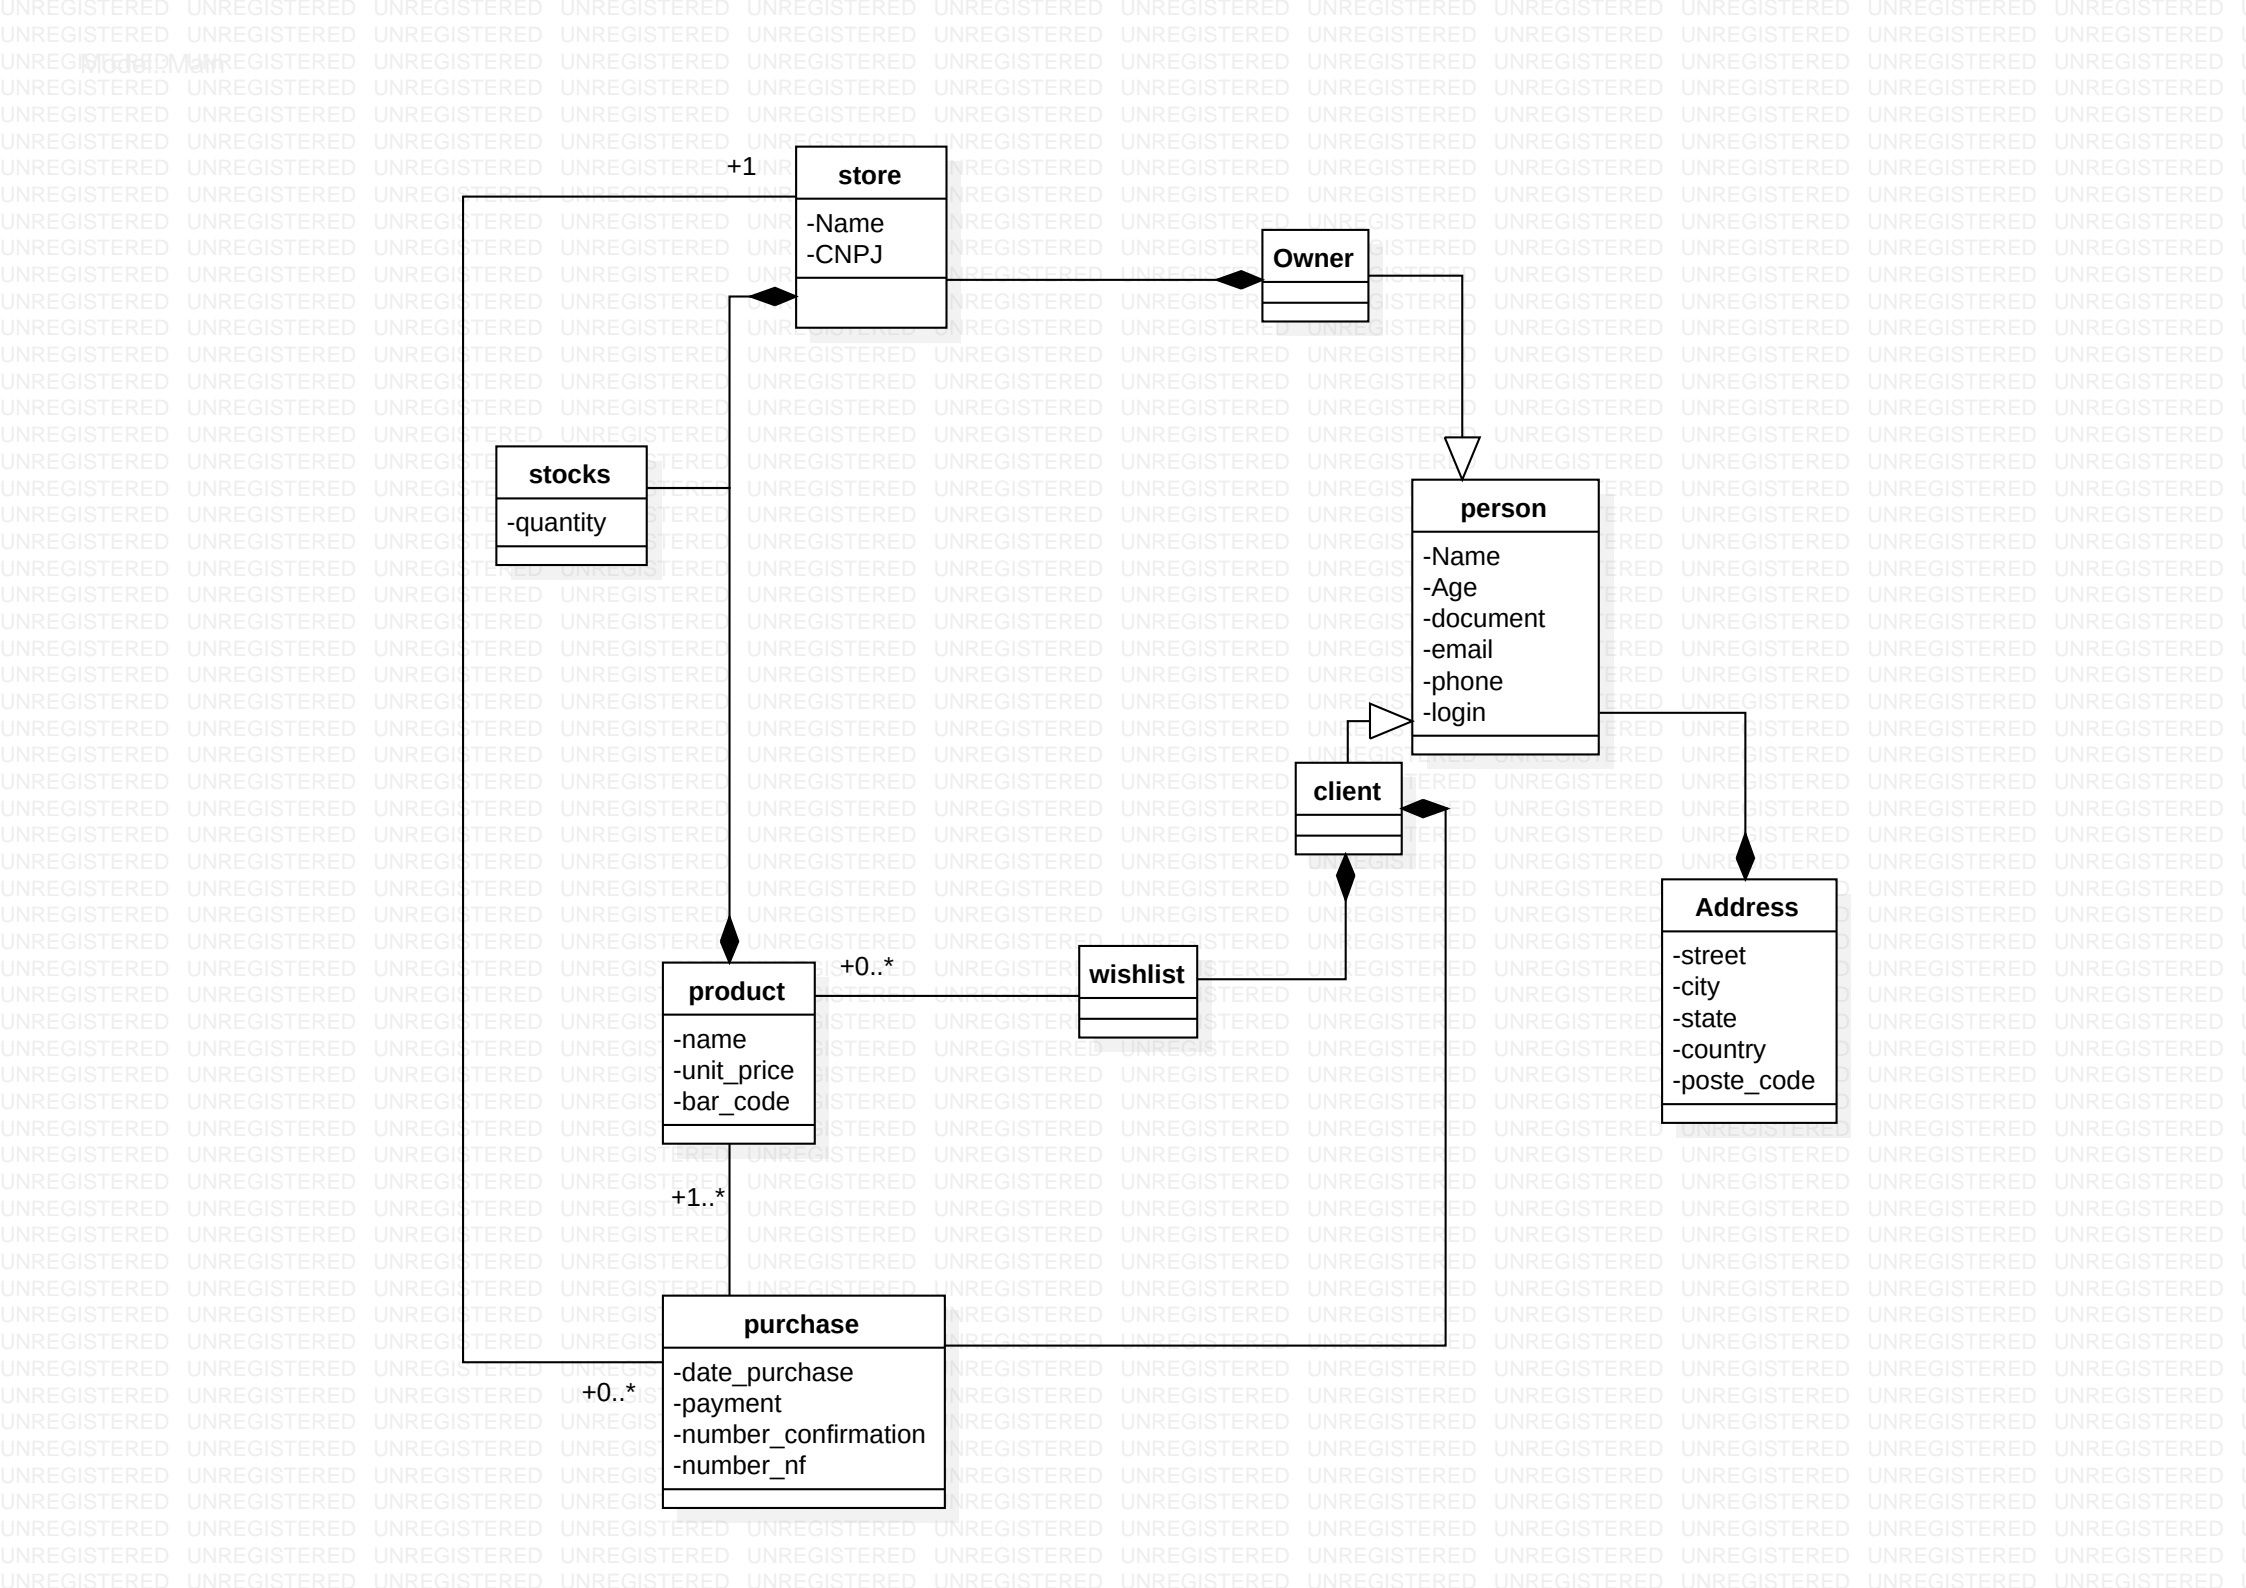 Model::Main
+1
store
-Name
-CNPJ
Owner
stocks
-quantity
person
-Name
-Age
-document
-email
-phone
-login
client
Address
-street
-city
-state
-country
-poste_code
+0..*
wishlist
product
-name
-unit_price
-bar_code
+1..*
purchase
-date_purchase
-payment
-number_confirmation
-number_nf
+0..*
UNREGISTERED